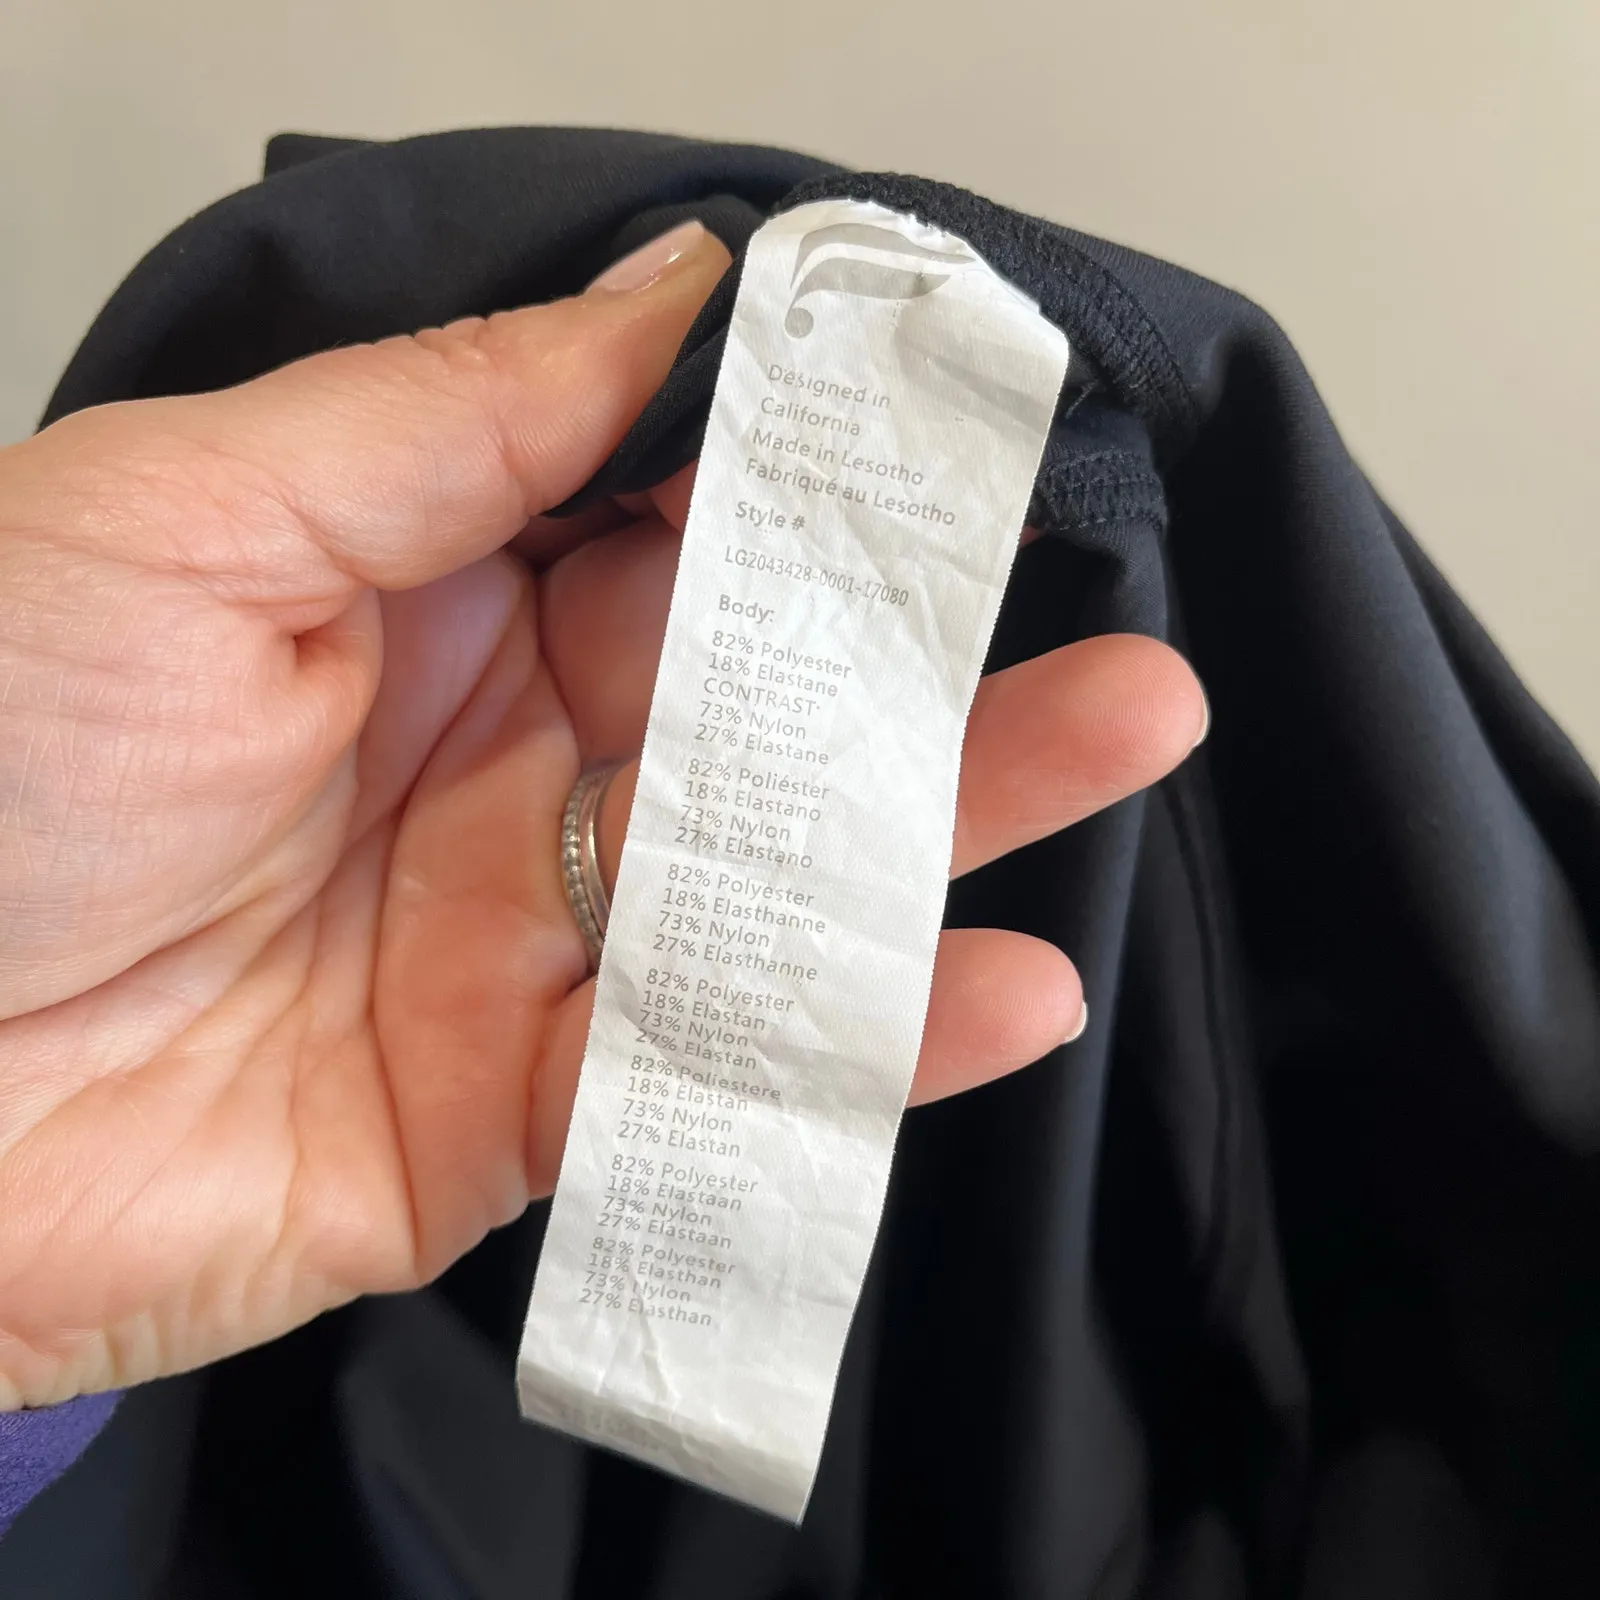 Designed in
California
Made in Lesotho
Fabriqué au Lesotho
Style #
LG2043428-0001-17080
Body:
82% Polyester
18% Elastane
CONTRAST:
73% Nylon
27% Elastane
82% Poliéster
18% Elastano
73% Nylon
27% Elastano
82% Polyester
18% Elasthanne
73% Nylon
27% Elasthanne
82% Polyester
18% Elastan
73% Nylon
27% Elastan
82% Poliestere
18% Elastan
73% Nylon
27% Elastan
82% Polyester
18% Elastaan
73% Nylon
27% Elastaan
82% Polyester
18% Elasthan
73% Nylon
27% Elasthan